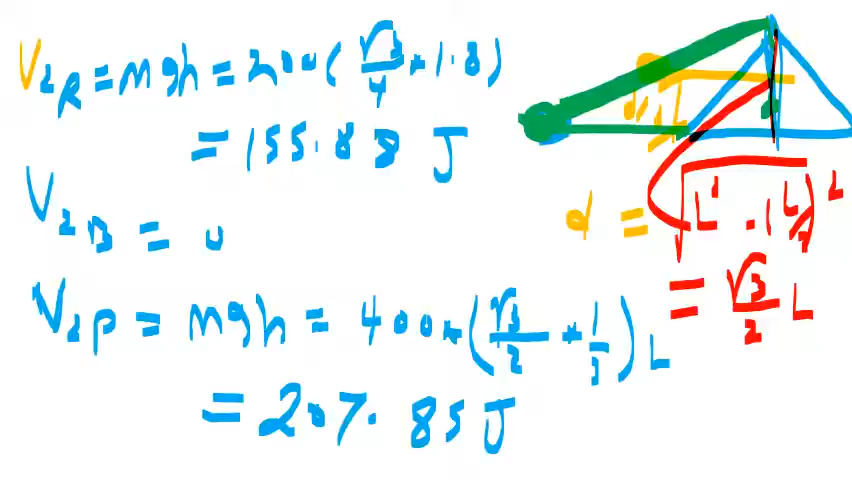 V2R = mgh = 200 (√3/4 * 1.8)
= 155.88 J
V2B = 0
d = √L² - (L/2)²
= √3/2 L
V2P = mgh = 400 * (√3/2 * 1/3) L
= 207.85 J